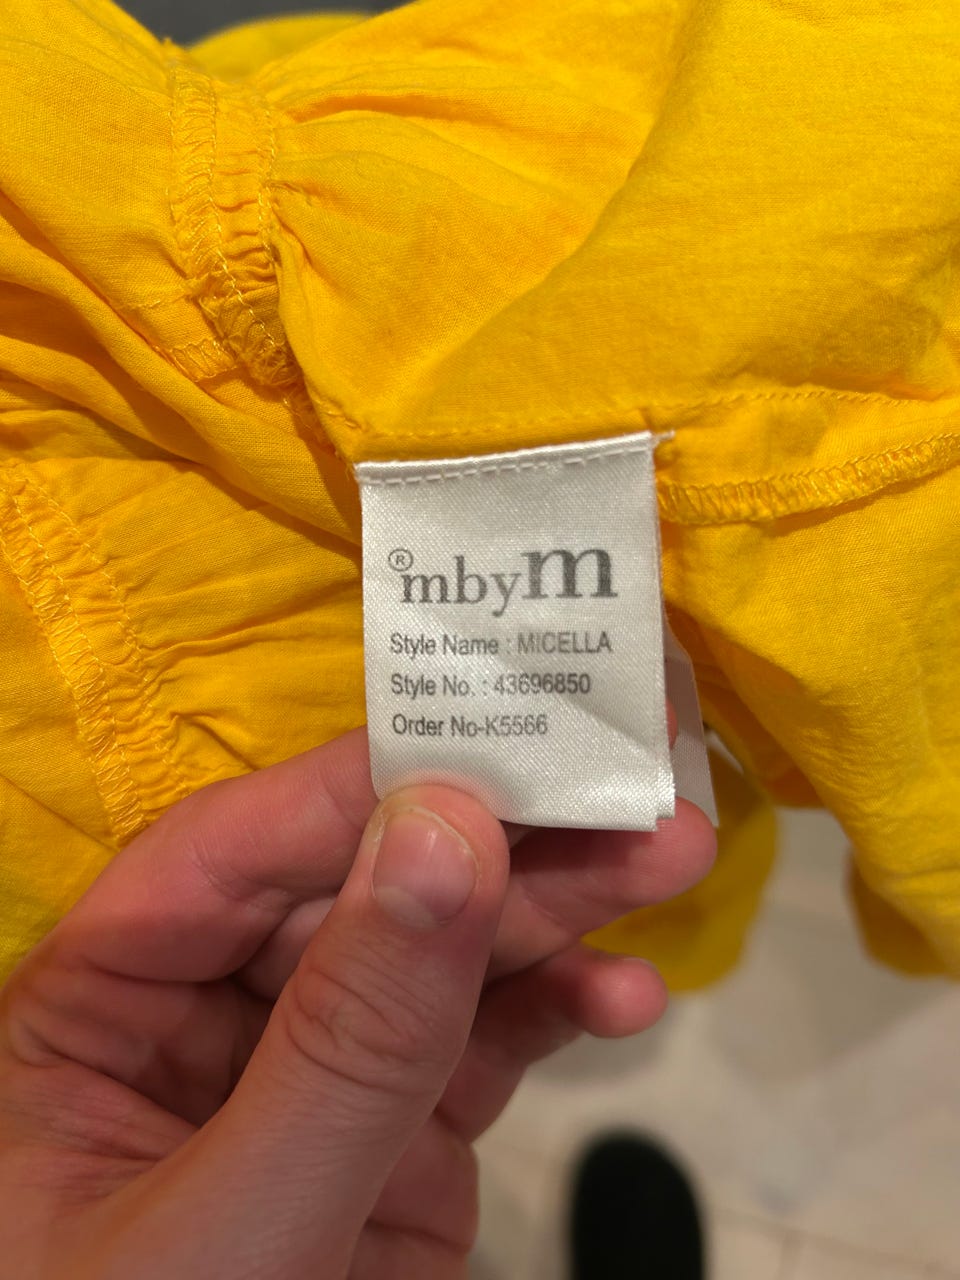 ® mbym
Style Name : MICELLA
Style No. : 43696850
Order No-K5566